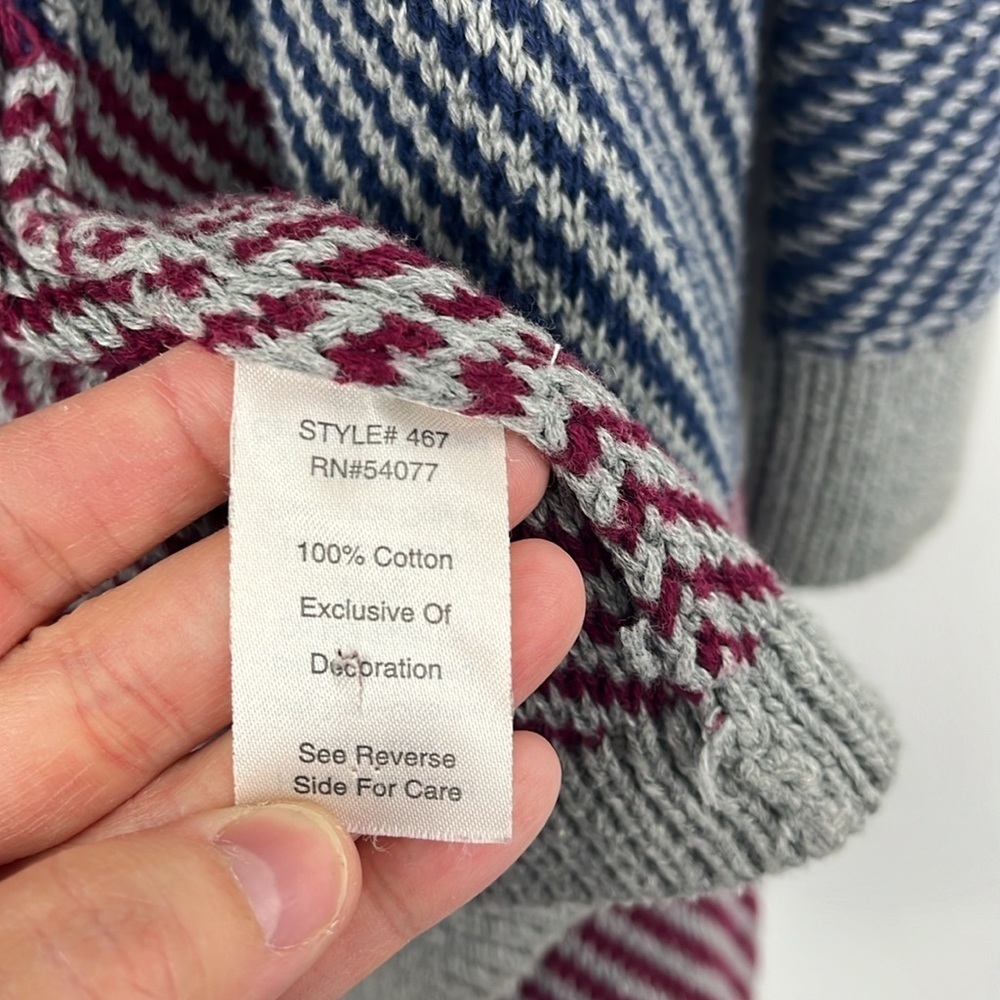 STYLE# 467
RN#54077
100% Cotton
Exclusive Of
Decoration
See Reverse
Side For Care